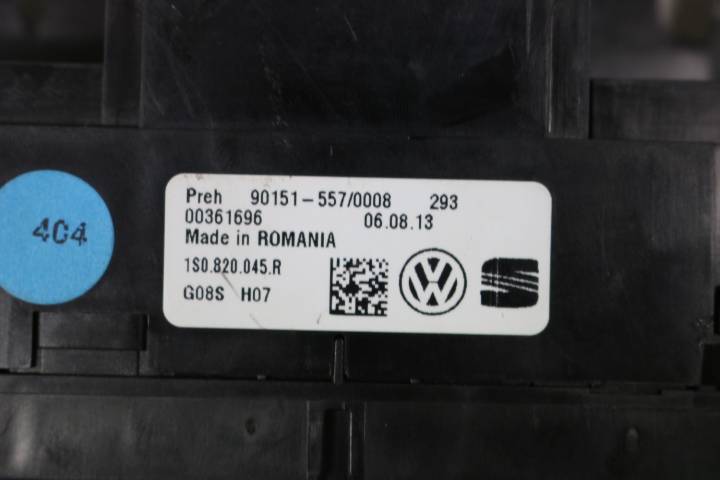 404
Preh 90151-557/0008 293
00361696 06.08.13
Made in ROMANIA
1S0.820.045.R
G08S H07